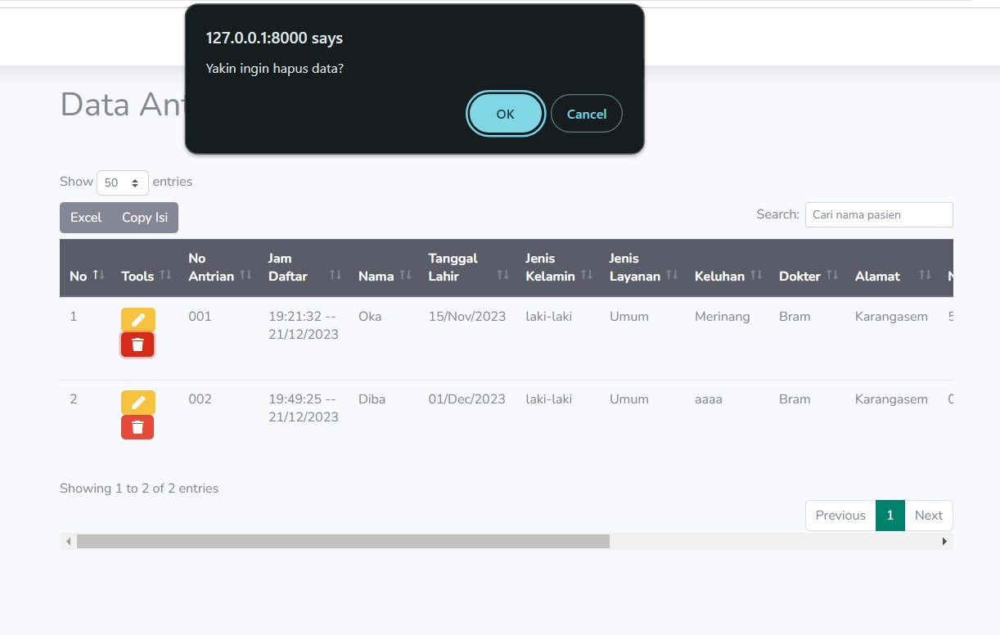 127.0.0.1:8000 says
Yakin ingin hapus data?
OK Cancel
Data Ant
Show 50 entries
Excel Copy Isi
Search: Cari nama pasien
No Tools No Antrian Jam Daftar Nama Tanggal Lahir Jenis Kelamin Jenis Layanan Keluhan Dokter Alamat
1 001 19:21:32 -- 21/12/2023 Oka 15/Nov/2023 laki-laki Umum Merinang Bram Karangasem
2 002 19:49:25 -- 21/12/2023 Diba 01/Dec/2023 laki-laki Umum aaaa Bram Karangasem
Showing 1 to 2 of 2 entries
Previous 1 Next